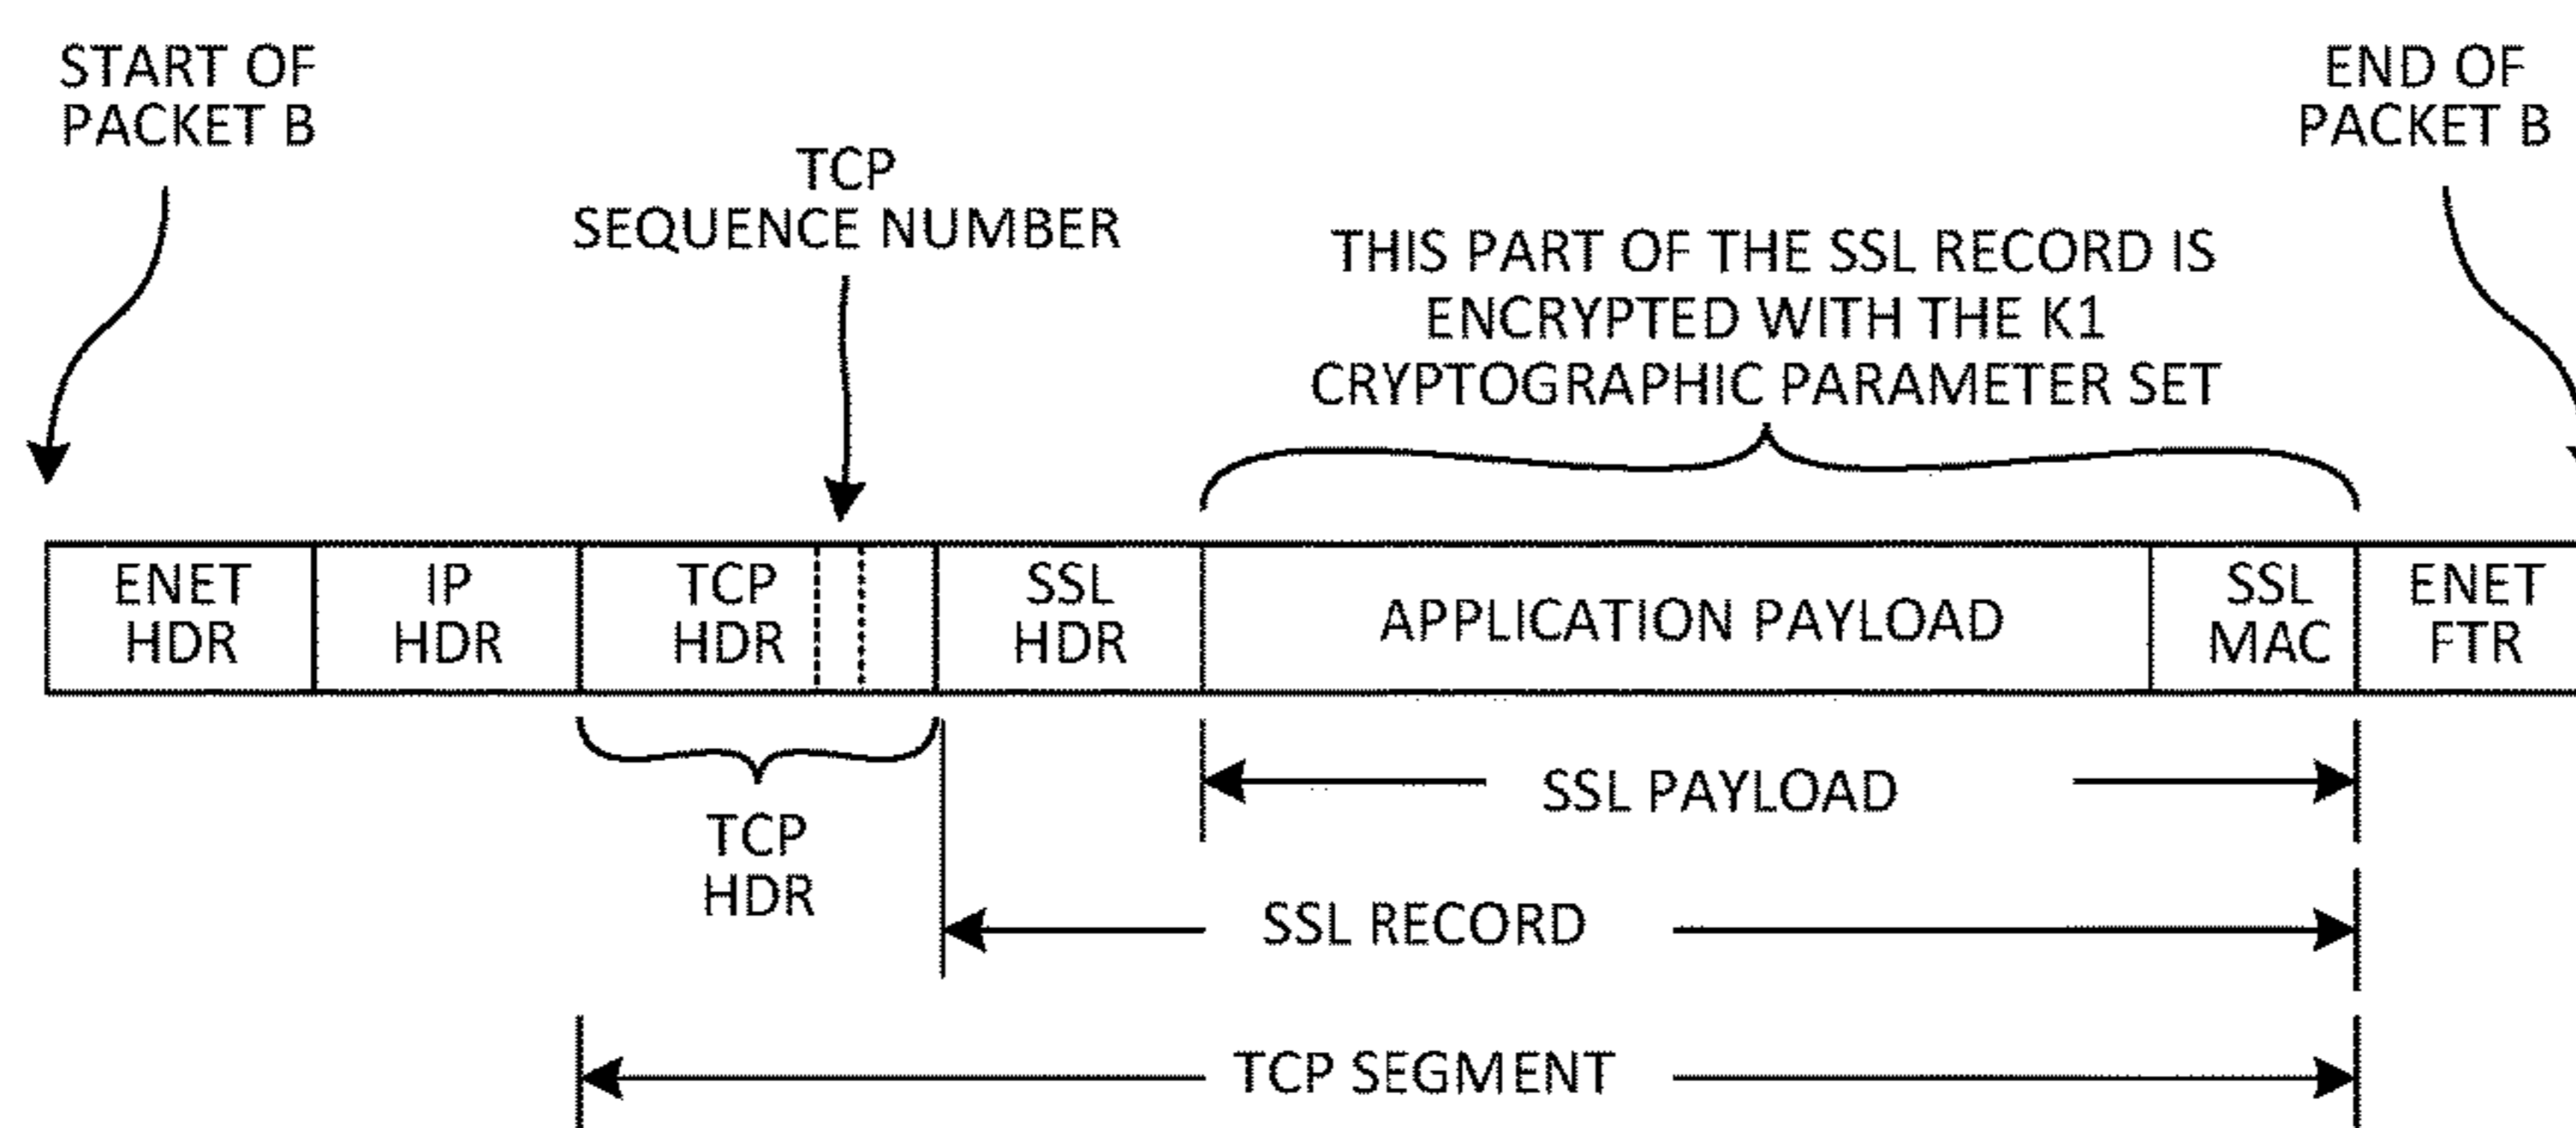 START OF
PACKET B
TCP
SEQUENCE NUMBER
THIS PART OF THE SSL RECORD IS
ENCRYPTED WITH THE K1
CRYPTOGRAPHIC PARAMETER SET
END OF
PACKET B
ENET
HDR
IP
HDR
TCP
HDR
SSL
HDR
APPLICATION PAYLOAD
SSL
MAC
ENET
FTR
TCP
HDR
SSL PAYLOAD
SSL RECORD
TCP SEGMENT